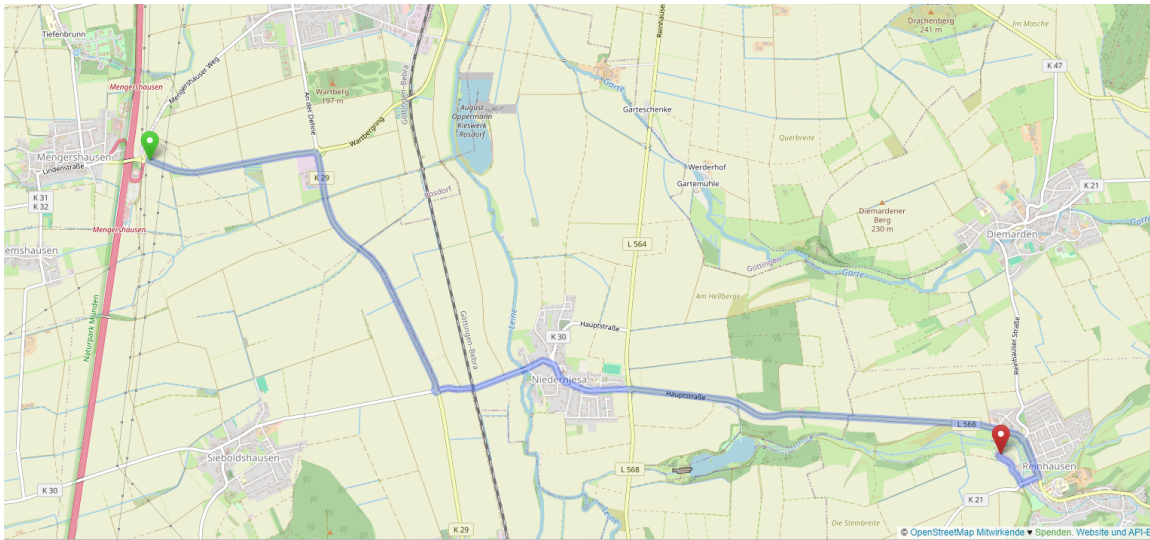 Tiefenbrunn
Mengershausen
Mengershäuser Weg
Wartberg
197 m
An der Dehne
Wartbergring
Göttingen–Bebra
August
Oppermann
Kieswerk
Rosdorf
Garte
Garteschenke
Reinhäuser
Drachenberg
241 m
Im Masche
K 47
Querbreite
Mengershausen
Lindenstraße
K 31
K 32
K 29
Rosdorf
Werderhof
Gartemühle
K 21
Diemardener
Berg
230 m
Diemarden
Garte
Mengershausen
emshausen
L 564
Göttingen
Garte
Am Hellberge
Naturpark Münden
Leine
Göttingen–Bebra
Hauptstraße
K 30
Reinhäuser Straße
Niedernjesa
Hauptstraße
L 568
Sieboldshausen
L 568
Reinhausen
K 30
K 21
Leine
K 29
Die Steinbreite
© OpenStreetMap Mitwirkende ♥ Spenden. Website und API-B